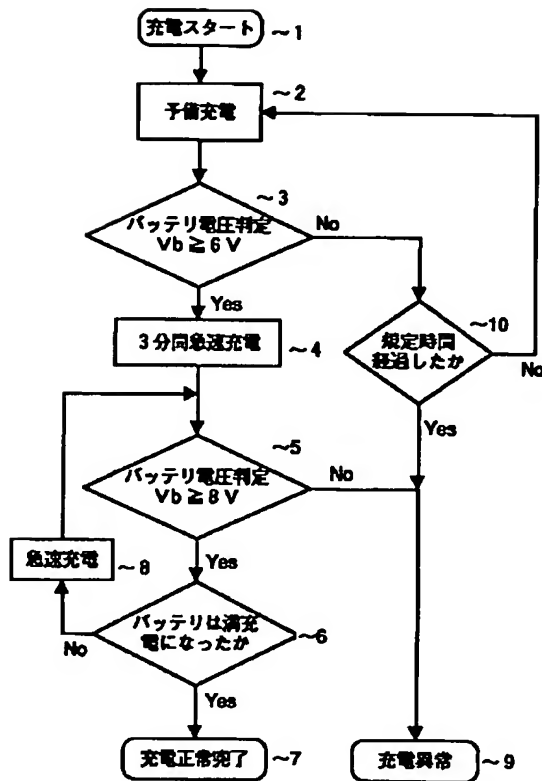 充電スタート
~1
予備充電
~2
バッテリ電圧判定
Vb≧6V
~3
No
Yes
3分間急速充電
~4
規定時間
経過したか
~10
No
Yes
バッテリ電圧判定
Vb≧8V
~5
No
Yes
急速充電
~8
バッテリは満充
電になったか
~6
No
Yes
充電正常完了
~7
充電異常
~9